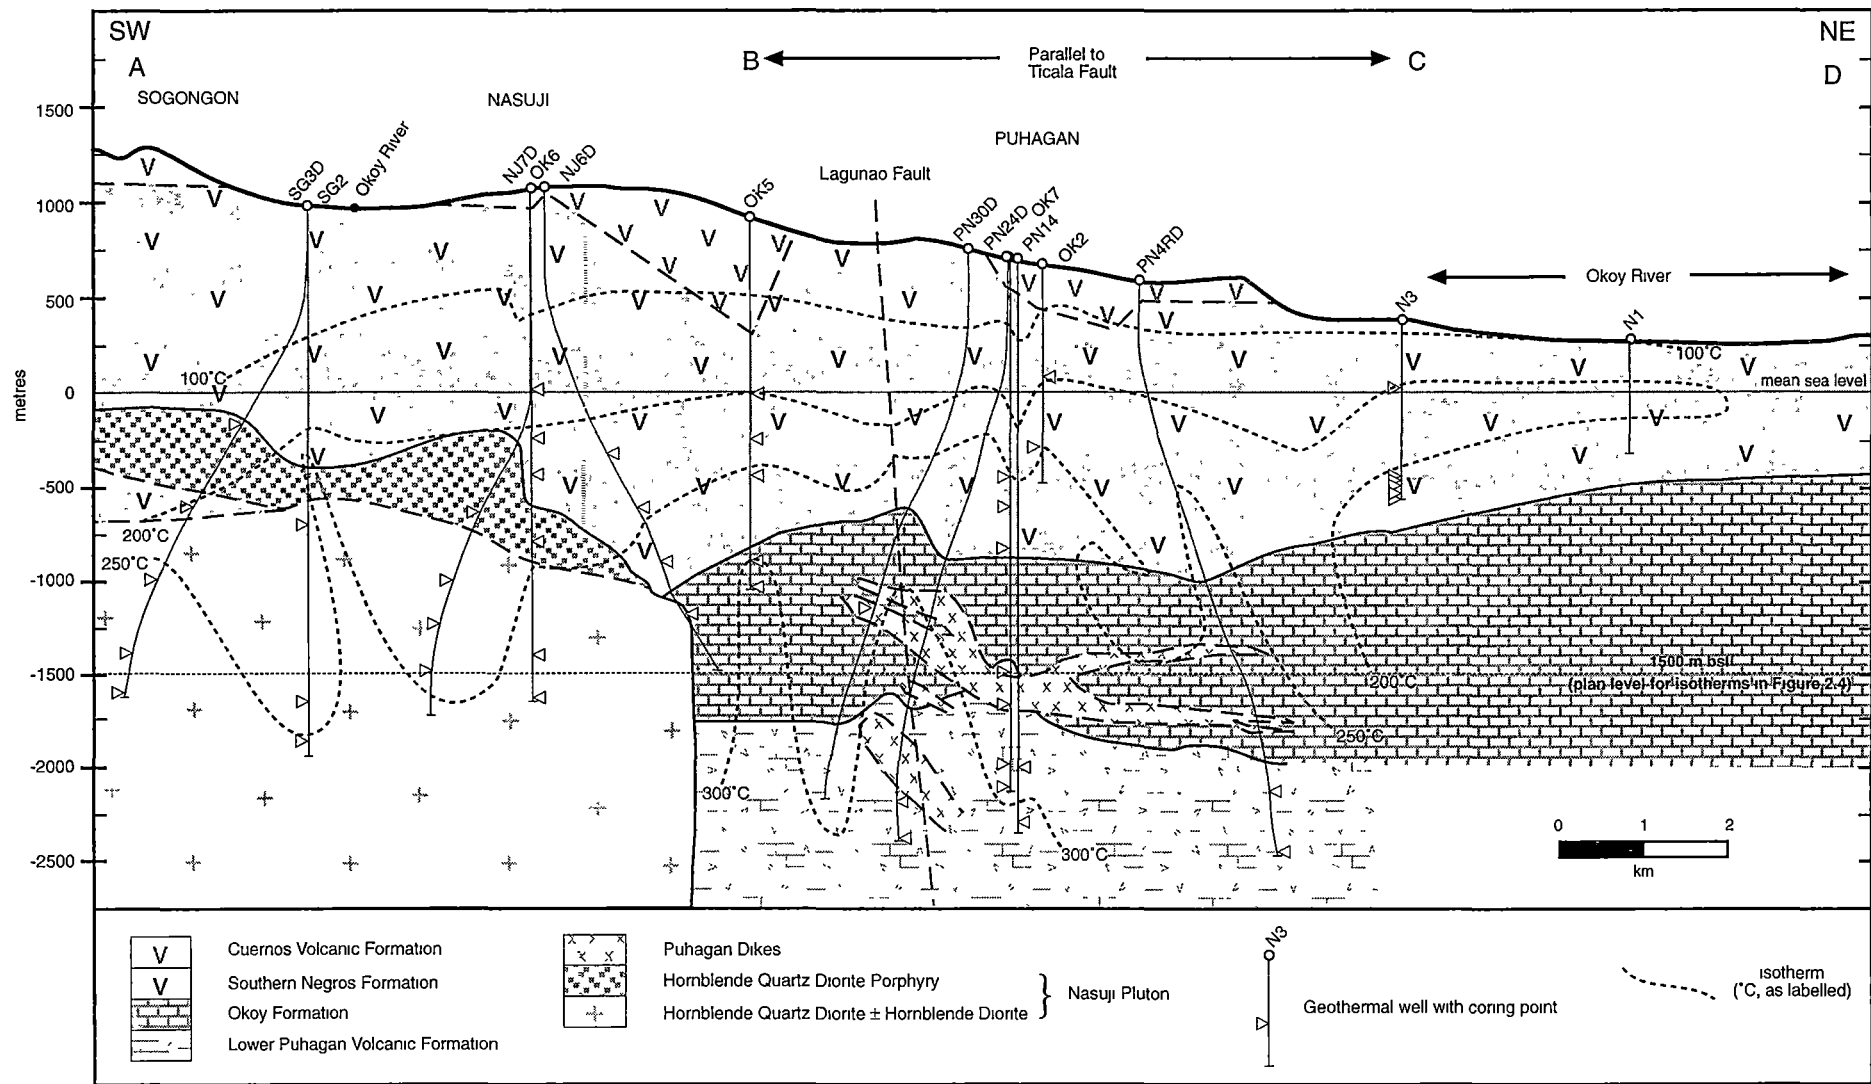 SW
NE
A
B
Parallel to
Ticala Fault
C
D
SOGONGON
NASUJI
PUHAGAN
Lagunao Fault
Okoy River
SG3D
SG2
Okoy River
NJ7D
OK6
NJ6D
OK5
PN30D
PN24D
OK7
PN14
OK2
PN4RD
N3
N1
metres
1500
1000
500
0
-500
-1000
-1500
-2000
-2500
100°C
100°C
mean sea level
200°C
250°C
1500 m bsl
200°C
(plan level for isotherms in Figure 2.4)
250°C
300°C
300°C
0 1 2
km
V Cuernos Volcanic Formation
V Southern Negros Formation
Okoy Formation
Lower Puhagan Volcanic Formation
Puhagan Dikes
Hornblende Quartz Diorite Porphyry
Hornblende Quartz Diorite ± Hornblende Diorite
Nasuji Pluton
N3
Geothermal well with coring point
isotherm
(°C, as labelled)